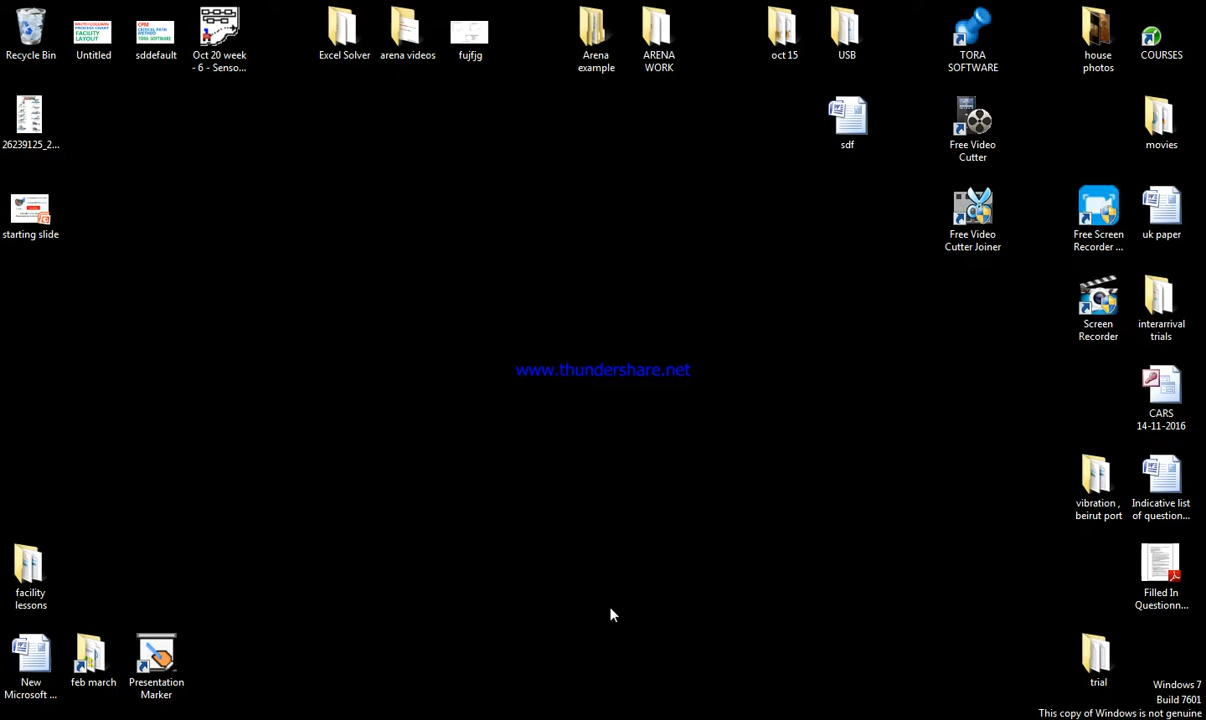 Recycle Bin
Untitled
sddefault
Oct 20 week
- 6 - Senso...
Excel Solver
arena videos
fujfjg
Arena
example
ARENA
WORK
oct 15
USB
TORA
SOFTWARE
house
photos
COURSES
26239125_2...
sdf
Free Video
Cutter
movies
starting slide
Free Video
Cutter Joiner
Free Screen
Recorder ...
uk paper
Screen
Recorder
interarrival
trials
www.thundershare.net
CARS
14-11-2016
vibration ,
beirut port
Indicative list
of question...
facility
lessons
Filled In
Questionn...
New
Microsoft ...
feb march
Presentation
Marker
trial
Windows 7
Build 7601
This copy of Windows is not genuine